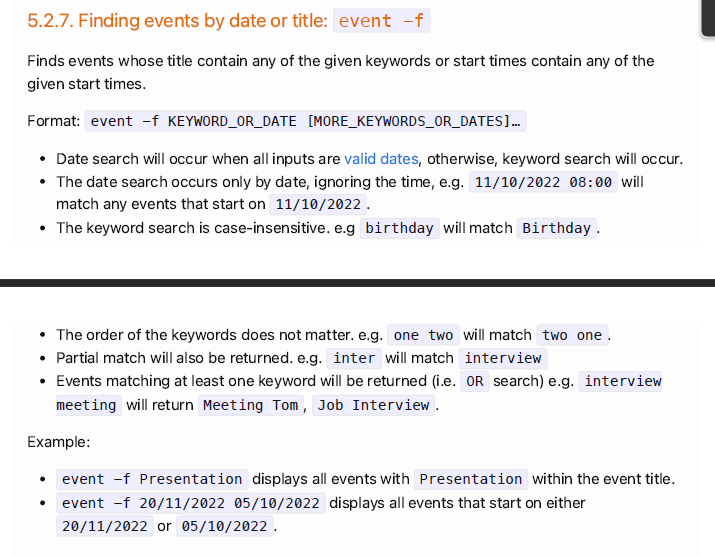 5.2.7. Finding events by date or title: event -f
Finds events whose title contain any of the given keywords or start times contain any of the
given start times.
Format: event -f KEYWORD_OR_DATE [MORE_KEYWORDS_OR_DATES]…
• Date search will occur when all inputs are valid dates, otherwise, keyword search will occur.
• The date search occurs only by date, ignoring the time, e.g. 11/10/2022 08:00 will
match any events that start on 11/10/2022.
• The keyword search is case-insensitive. e.g birthday will match Birthday.
• The order of the keywords does not matter. e.g. one two will match two one.
• Partial match will also be returned. e.g. inter will match interview
• Events matching at least one keyword will be returned (i.e. OR search) e.g. interview
meeting will return Meeting Tom, Job Interview.
Example:
• event -f Presentation displays all events with Presentation within the event title.
• event -f 20/11/2022 05/10/2022 displays all events that start on either
20/11/2022 or 05/10/2022.